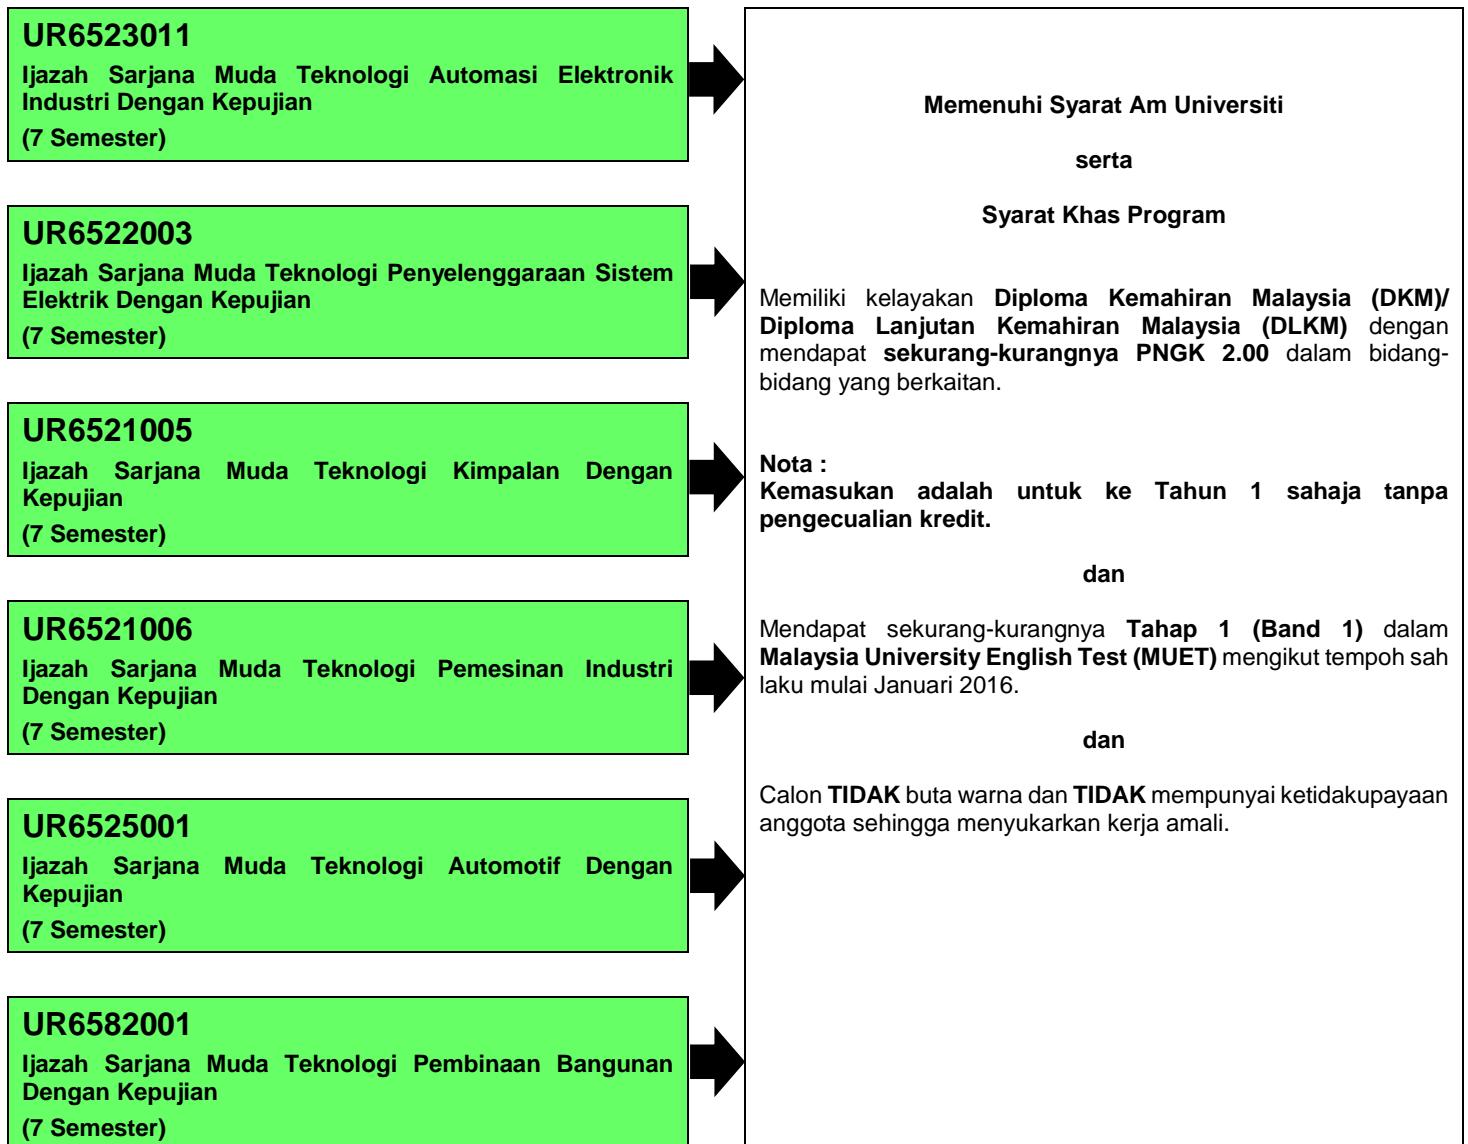 UR6523011
Ijazah Sarjana Muda Teknologi Automasi Elektronik
Industri Dengan Kepujian
(7 Semester)
UR6522003
Ijazah Sarjana Muda Teknologi Penyelenggaraan Sistem
Elektrik Dengan Kepujian
(7 Semester)
UR6521005
Ijazah Sarjana Muda Teknologi Kimpalan Dengan
Kepujian
(7 Semester)
UR6521006
Ijazah Sarjana Muda Teknologi Pemesinan Industri
Dengan Kepujian
(7 Semester)
UR6525001
Ijazah Sarjana Muda Teknologi Automotif Dengan
Kepujian
(7 Semester)
UR6582001
Ijazah Sarjana Muda Teknologi Pembinaan Bangunan
Dengan Kepujian
(7 Semester)
Memenuhi Syarat Am Universiti
serta
Syarat Khas Program
Memiliki kelayakan Diploma Kemahiran Malaysia (DKM)/
Diploma Lanjutan Kemahiran Malaysia (DLKM) dengan
mendapat sekurang-kurangnya PNGK 2.00 dalam bidang-
bidang yang berkaitan.
Nota :
Kemasukan adalah untuk ke Tahun 1 sahaja tanpa
pengecualian kredit.
dan
Mendapat sekurang-kurangnya Tahap 1 (Band 1) dalam
Malaysia University English Test (MUET) mengikut tempoh sah
laku mulai Januari 2016.
dan
Calon TIDAK buta warna dan TIDAK mempunyai ketidakupayaan
anggota sehingga menyukarkan kerja amali.